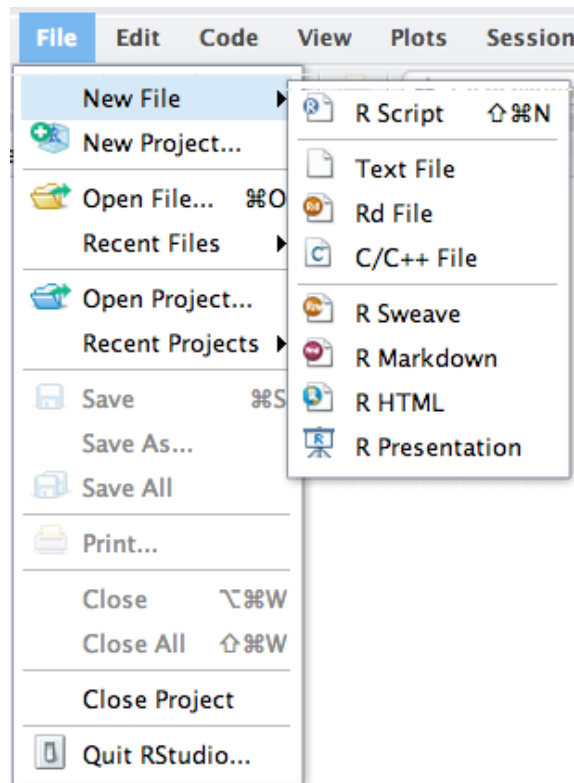 File Edit Code View Plots Session
New File
New Project...
Open File... ⌘O
Recent Files
Open Project...
Recent Projects
Save ⌘S
Save As...
Save All
Print...
Close ⌥⌘W
Close All ⇧⌘W
Close Project
Quit RStudio...
R Script ⇧⌘N
Text File
Rd File
C/C++ File
R Sweave
R Markdown
R HTML
R Presentation